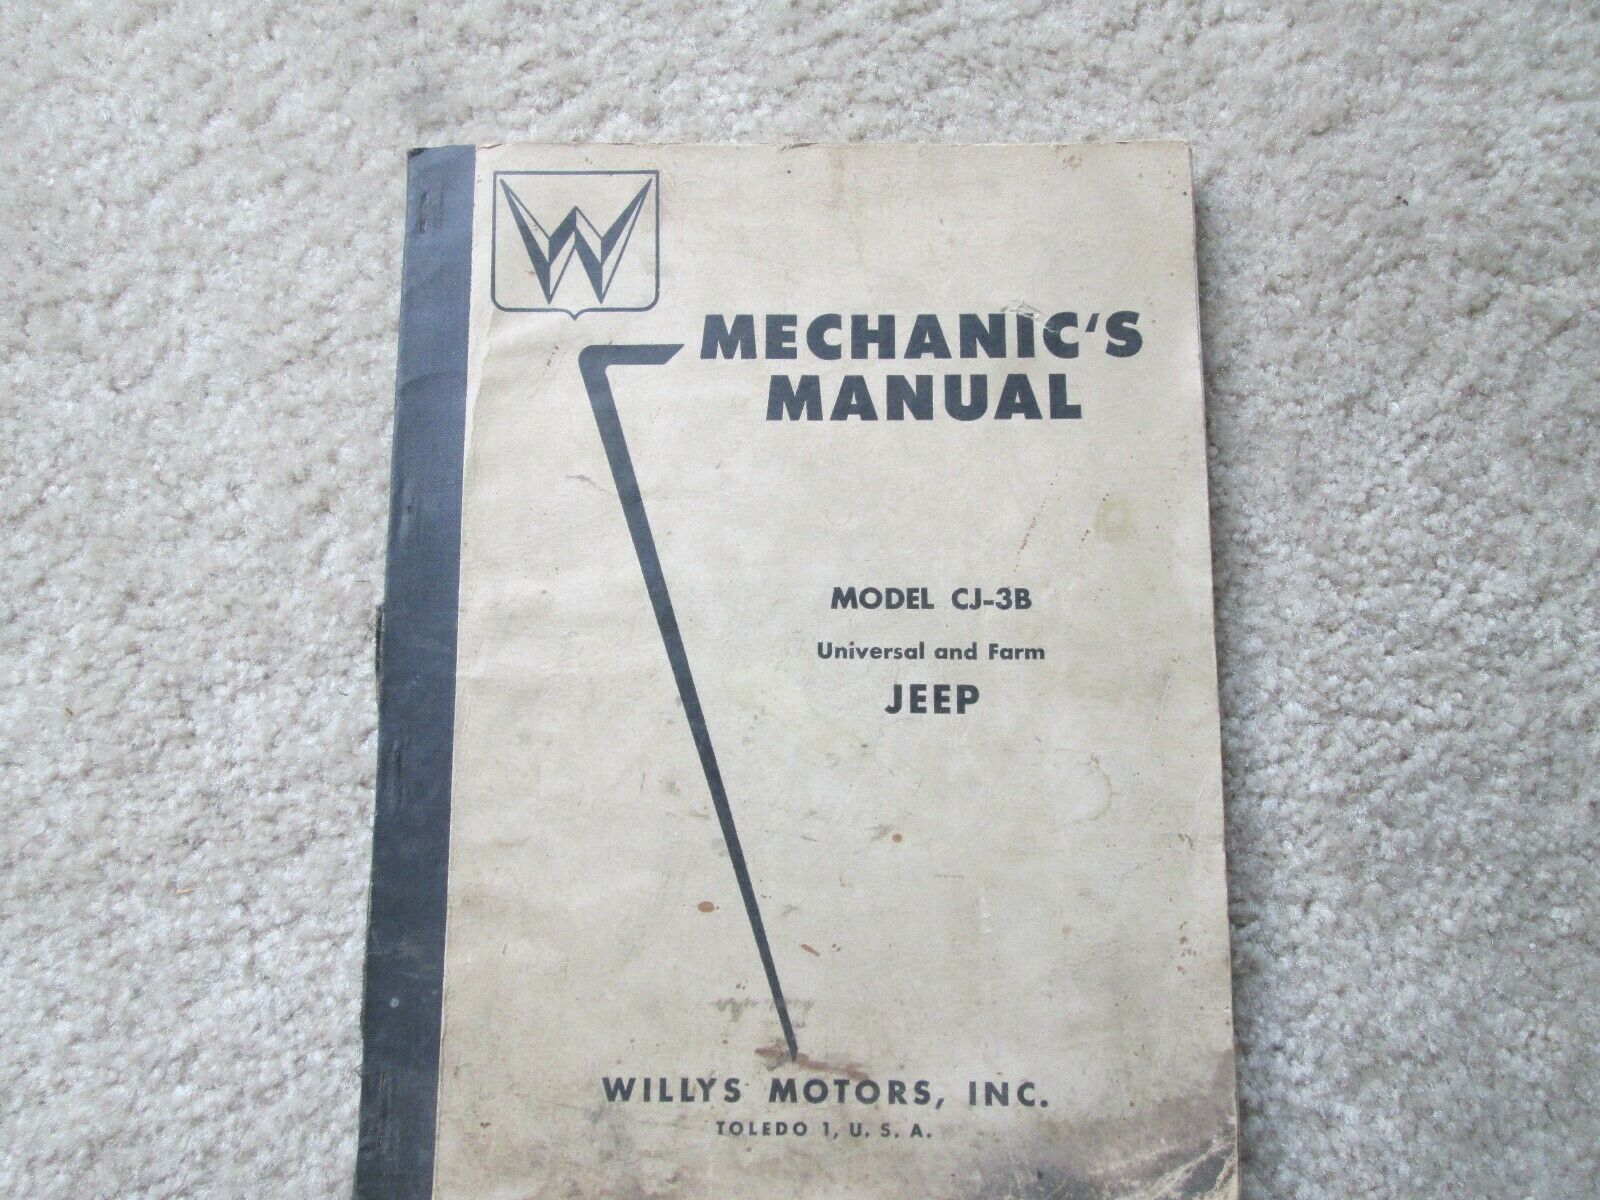 W
MECHANIC'S
MANUAL
MODEL CJ-3B
Universal and Farm
JEEP
WILLYS MOTORS, INC.
TOLEDO 1, U. S. A.